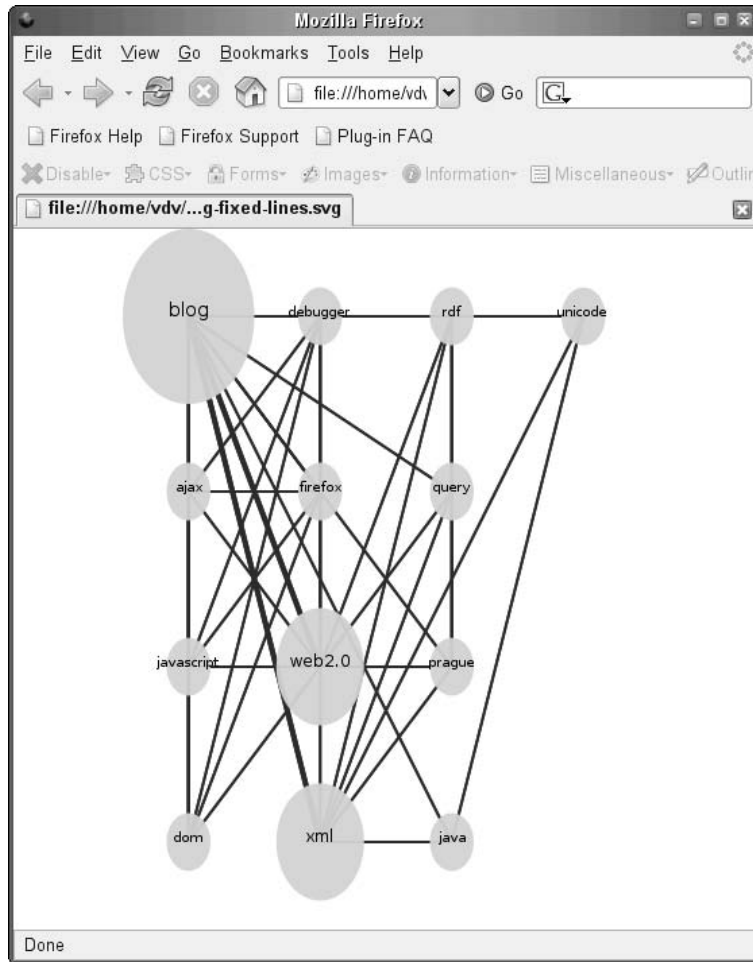 Mozilla Firefox
File Edit View Go Bookmarks Tools Help
file:///home/vd Go G
Firefox Help Firefox Support Plug-in FAQ
Disable CSS Forms Images Information Miscellaneous Outlin
file:///home/vdv/...g-fixed-lines.svg
blog debugger rdf unicode
ajax firefox query
javascript web2.0 prague
dom xml java
Done